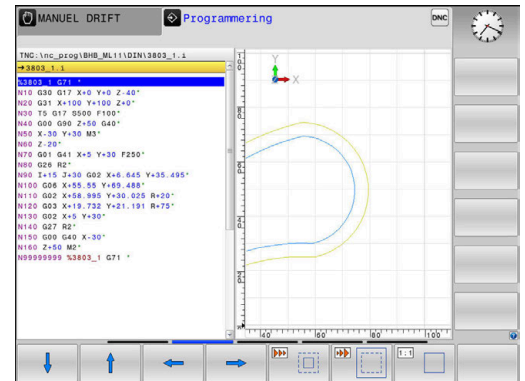 MANUEL DRIFT
Programmering
DNC
TNC:\nc_prog\BHB_ML11\DIN\3803_1.i
→3803_1.i
%3803_1 G71 *
N10 G30 G17 X+0 Y+0 Z-40*
N20 G31 X+100 Y+100 Z+0*
N30 T5 G17 S500 F100*
N40 G00 G90 Z+50 G40*
N50 X-30 Y+30 M3*
N60 Z-20*
N70 G01 G41 X+5 Y+30 F250*
N80 G26 R2*
N90 I+15 J+30 G02 X+6.645 Y+35.495*
N100 G06 X+55.55 Y+69.488*
N110 G02 X+58.995 Y+30.025 R+20*
N120 G03 X+19.732 Y+21.191 R+75*
N130 G02 X+5 Y+30*
N140 G27 R2*
N150 G00 G40 X-30*
N160 Z+50 M2*
N99999999 %3803_1 G71 *
Y
X
40
60
80
100
1:1